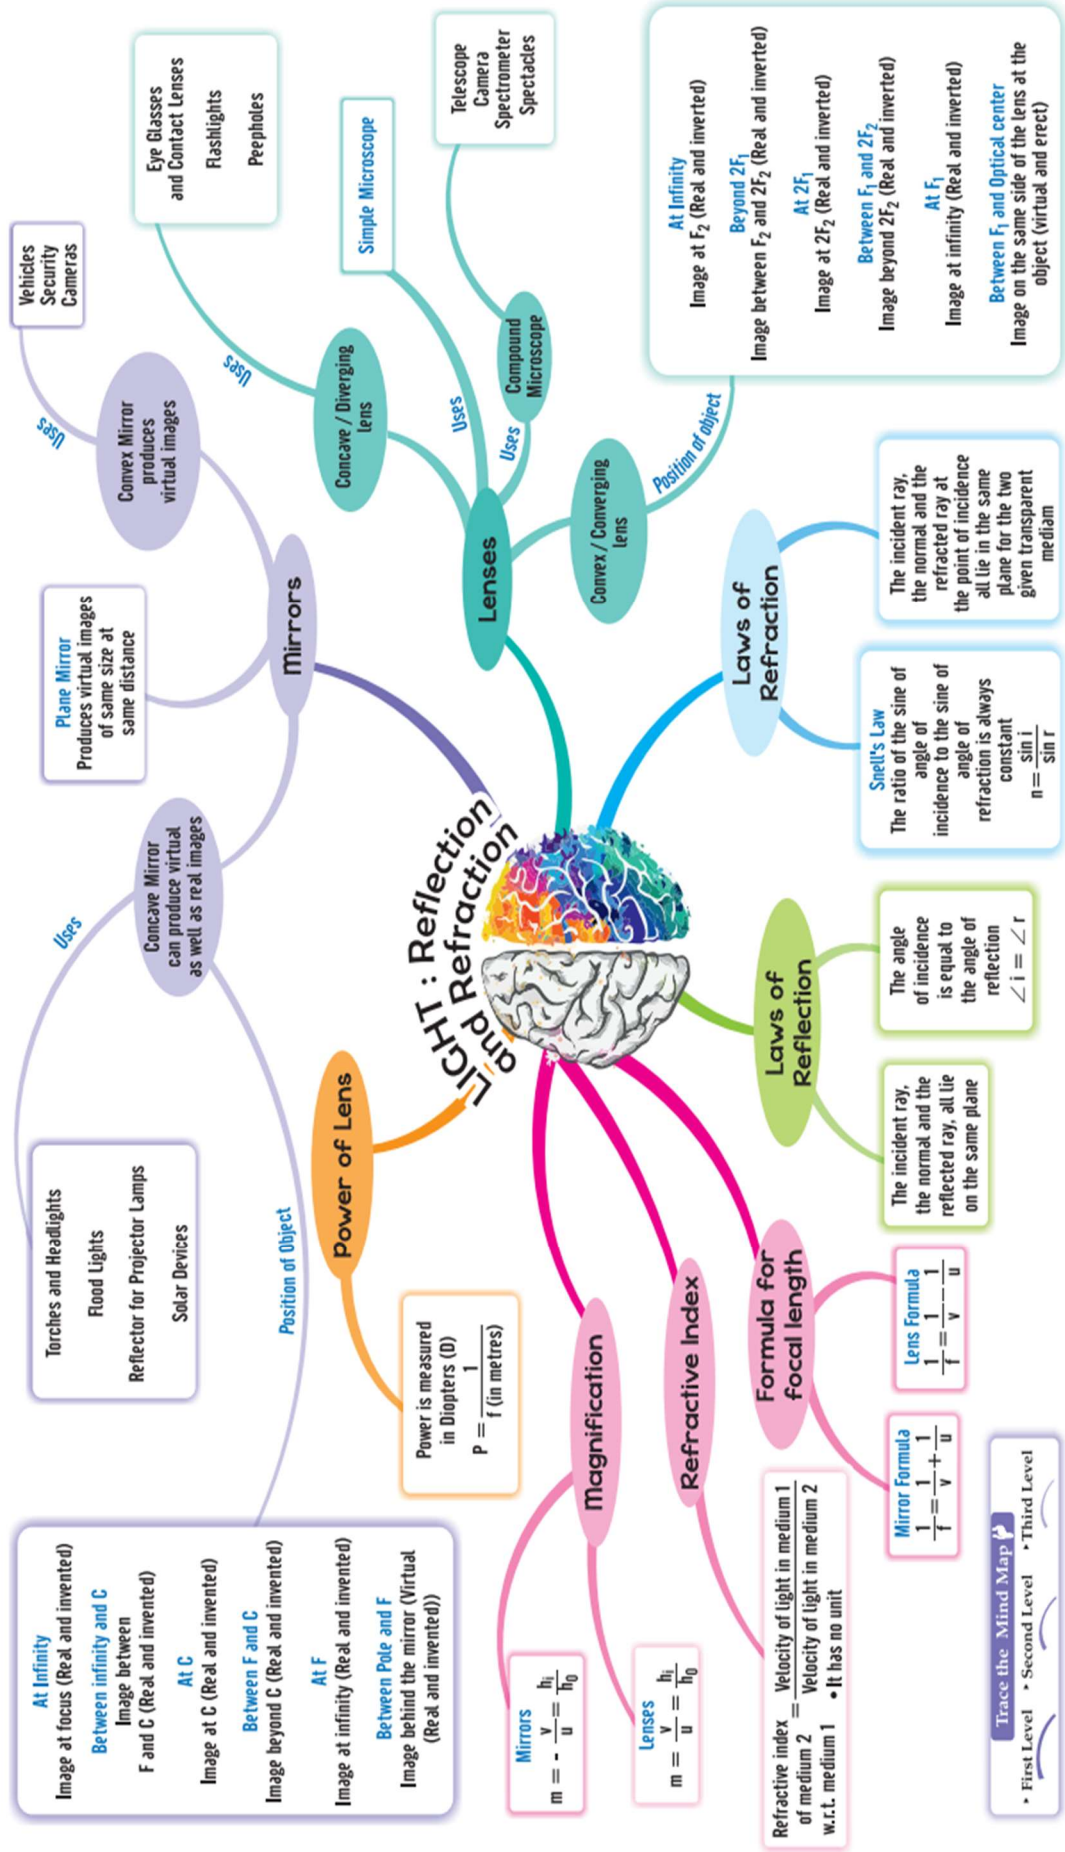 LIGHT : Reflection
and Refraction
Mirrors
Convex Mirror
produces
virtual images
Uses
Vehicles
Security
Cameras
Plane Mirror
Produces virtual images
of same size at
same distance
Concave Mirror
can produce virtual
as well as real images
Uses
Torches and Headlights
Flood Lights
Reflector for Projector Lamps
Solar Devices
Position of Object
At Infinity
Image at focus (Real and invented)
Between infinity and C
Image between
F and C (Real and invented)
At C
Image at C (Real and invented)
Between F and C
Image beyond C (Real and invented)
At F
Image at infinity (Real and invented)
Between Pole and F
Image behind the mirror (Virtual
(Real and invented))
Lenses
Concave / Diverging
lens
Uses
Eye Glasses
and Contact Lenses
Flashlights
Peepholes
Uses
Simple Microscope
Uses
Compound
Microscope
Telescope
Camera
Spectrometer
Spectacles
Convex / Converging
lens
Position of object
At Infinity
Image at F₂ (Real and inverted)
Beyond 2F₁
Image between F₂ and 2F₂ (Real and inverted)
At 2F₁
Image at 2F₂ (Real and inverted)
Between F₁ and 2F₂
Image beyond 2F₂ (Real and inverted)
At F₁
Image at infinity (Real and inverted)
Between F₁ and Optical center
Image on the same side of the lens at the
object (virtual and erect)
Laws of
Refraction
The incident ray,
the normal and the
refracted ray at
the point of incidence
all lie in the same
plane for the two
given transparent
mediam
Snell's Law
The ratio of the sine of
angle of
incidence to the sine of
angle of
refraction is always
constant
n = sin i / sin r
Laws of
Reflection
The angle
of incidence
is equal to
the angle of
reflection
∠i = ∠r
The incident ray,
the normal and the
reflected ray, all lie
on the same plane
Power of Lens
Power is measured
in Diopters (D)
P = 1 / f (in metres)
Magnification
Mirrors
m = - v/u = hᵢ/h₀
Lenses
m = v/u = hᵢ/h₀
Refractive Index
Refractive index
of medium 2
w.r.t. medium 1
= Velocity of light in medium 1 / Velocity of light in medium 2
• It has no unit
Formula for
focal length
Lens Formula
1/f = 1/v - 1/u
Mirror Formula
1/f = 1/v + 1/u
Trace the Mind Map
‣ First Level ‣ Second Level ‣ Third Level